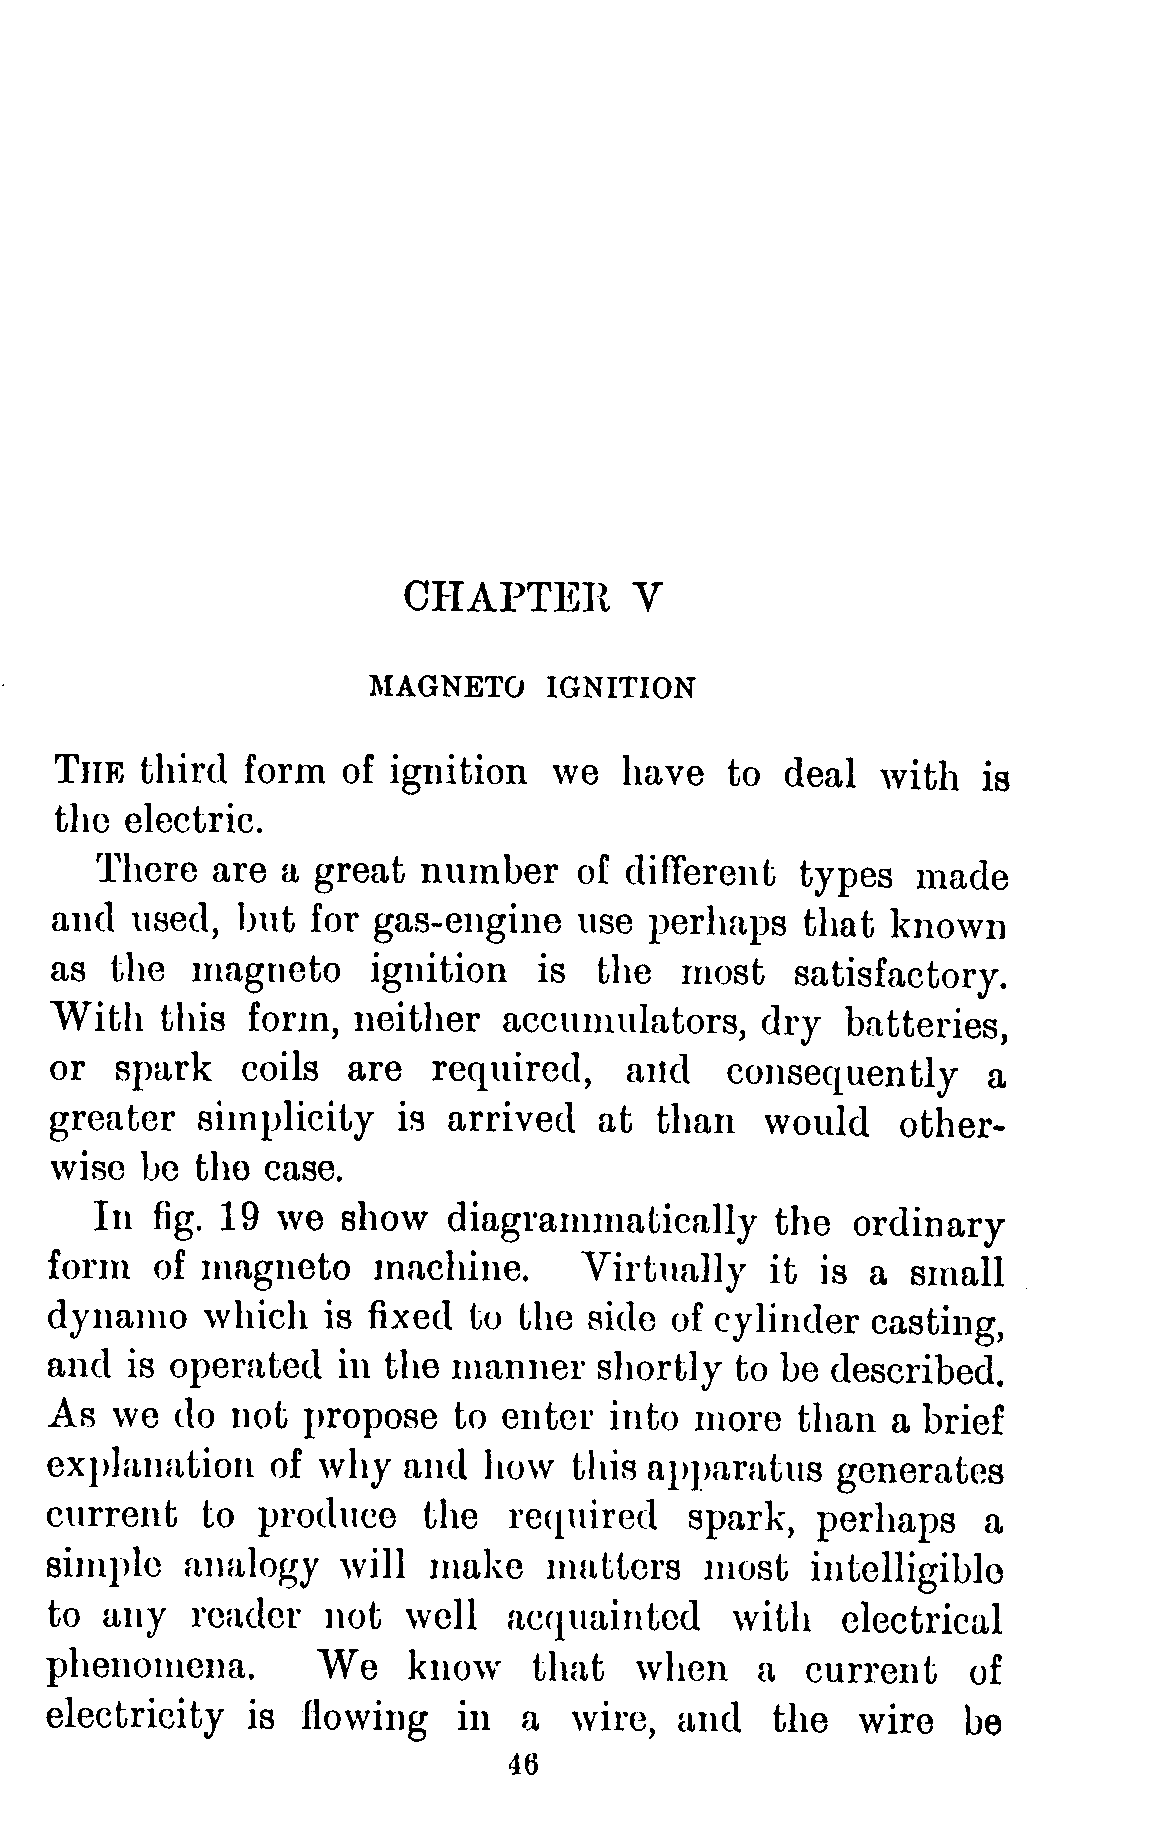 CHAPTER V
MAGNETO IGNITION
THE third form of ignition we have to deal with is
the electric.
There are a great number of different types made
and used, but for gas-engine use perhaps that known
as the magneto ignition is the most satisfactory.
With this form, neither accumulators, dry batteries,
or spark coils are required, and consequently a
greater simplicity is arrived at than would other-
wise be the case.
In fig. 19 we show diagrammatically the ordinary
form of magneto machine. Virtually it is a small
dynamo which is fixed to the side of cylinder casting,
and is operated in the manner shortly to be described.
As we do not propose to enter into more than a brief
explanation of why and how this apparatus generates
current to produce the required spark, perhaps a
simple analogy will make matters most intelligible
to any reader not well acquainted with electrical
phenomena. We know that when a current of
electricity is flowing in a wire, and the wire be
46